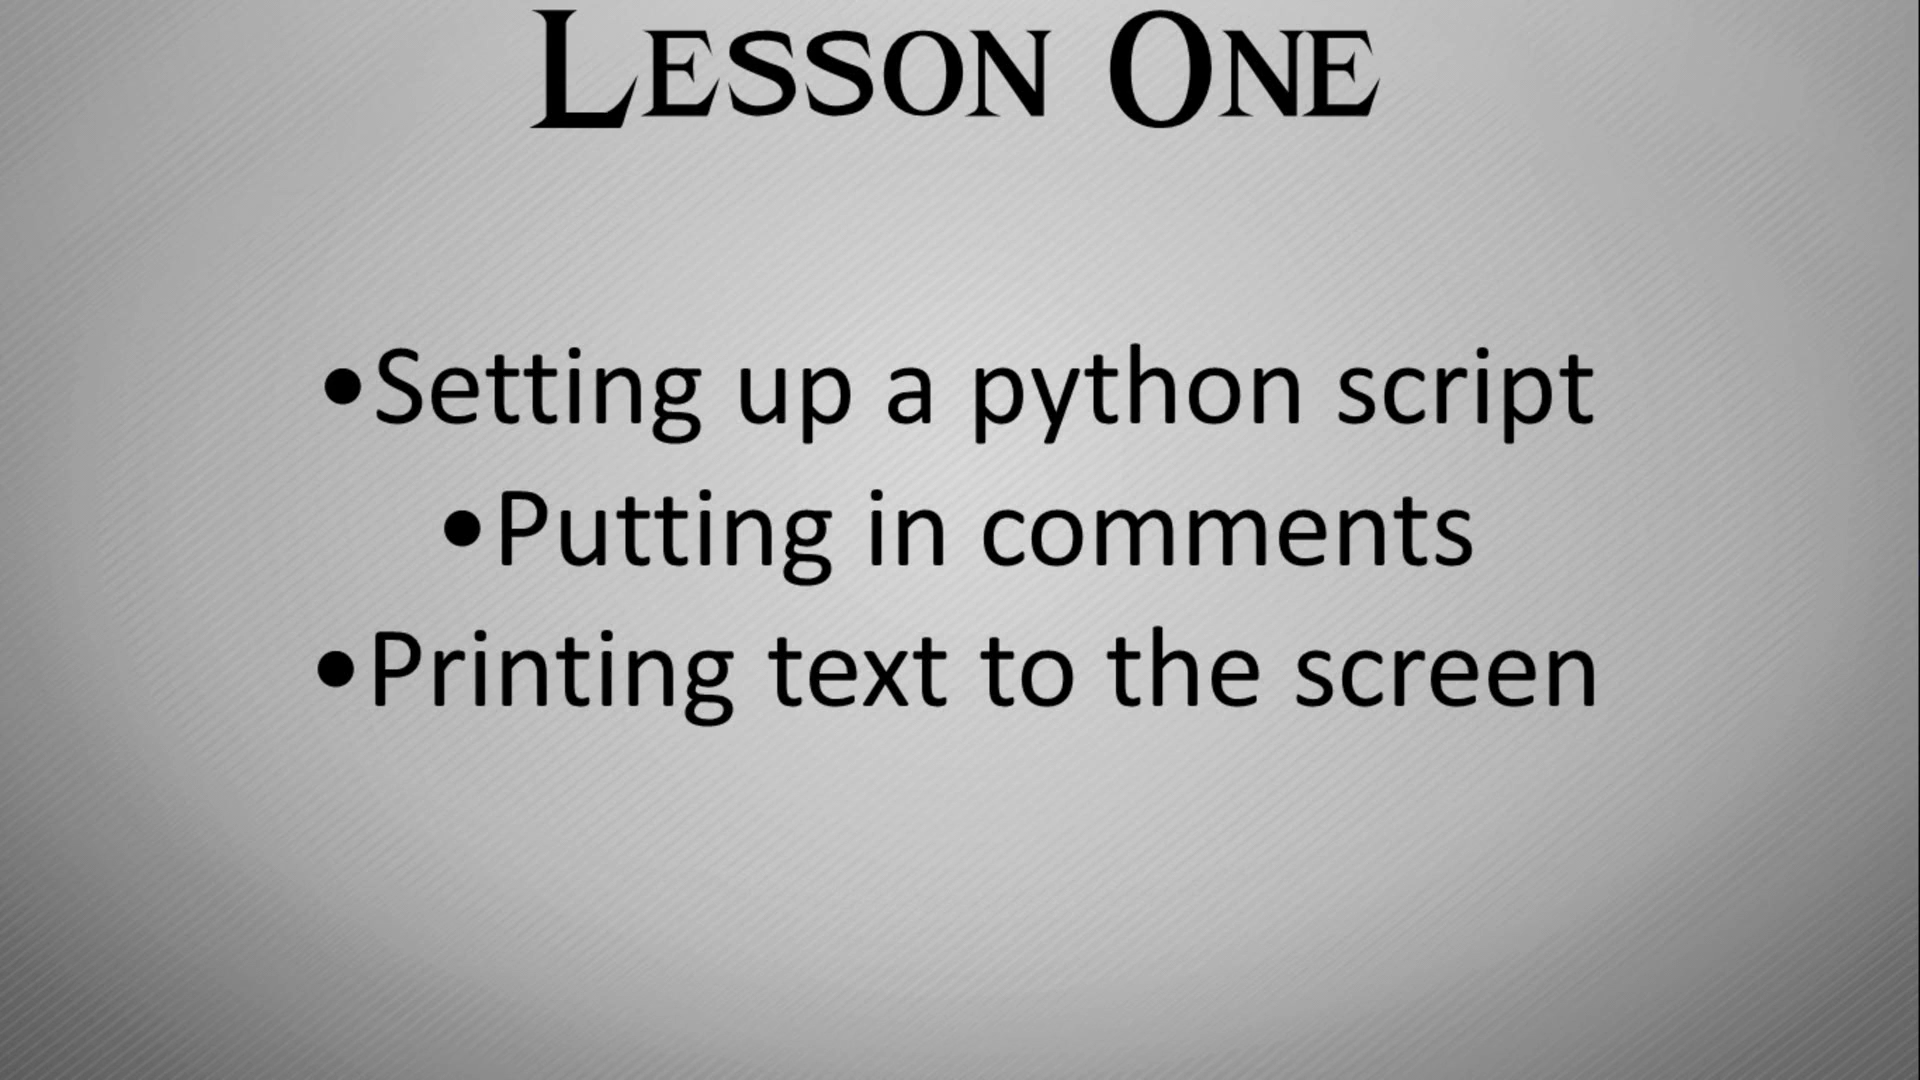 Lesson One
•Setting up a python script
•Putting in comments
•Printing text to the screen